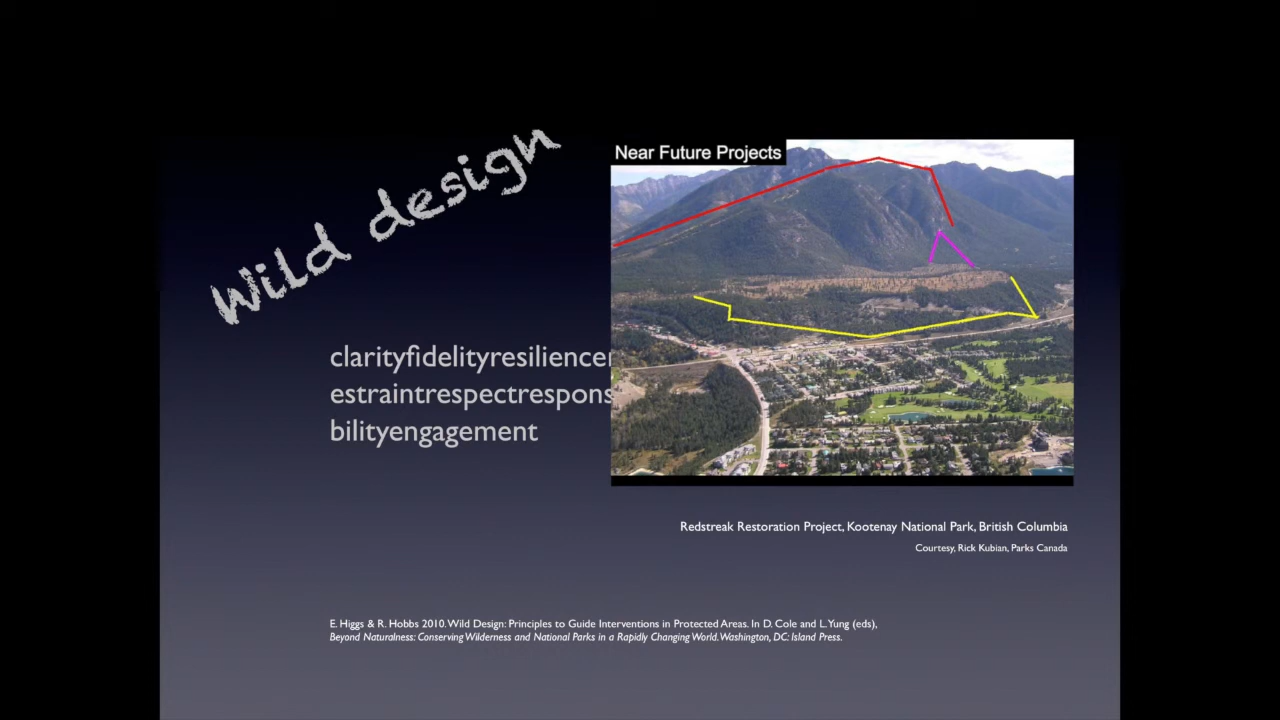 Wild design
Near Future Projects
clarityfidelityresiliencer
estraintrespectrespons
bilityengagement
Redstreak Restoration Project, Kootenay National Park, British Columbia
Courtesy, Rick Kubian, Parks Canada
E. Higgs & R. Hobbs 2010. Wild Design: Principles to Guide Interventions in Protected Areas. In D. Cole and L. Yung (eds),
Beyond Naturalness: Conserving Wilderness and National Parks in a Rapidly Changing World. Washington, DC: Island Press.